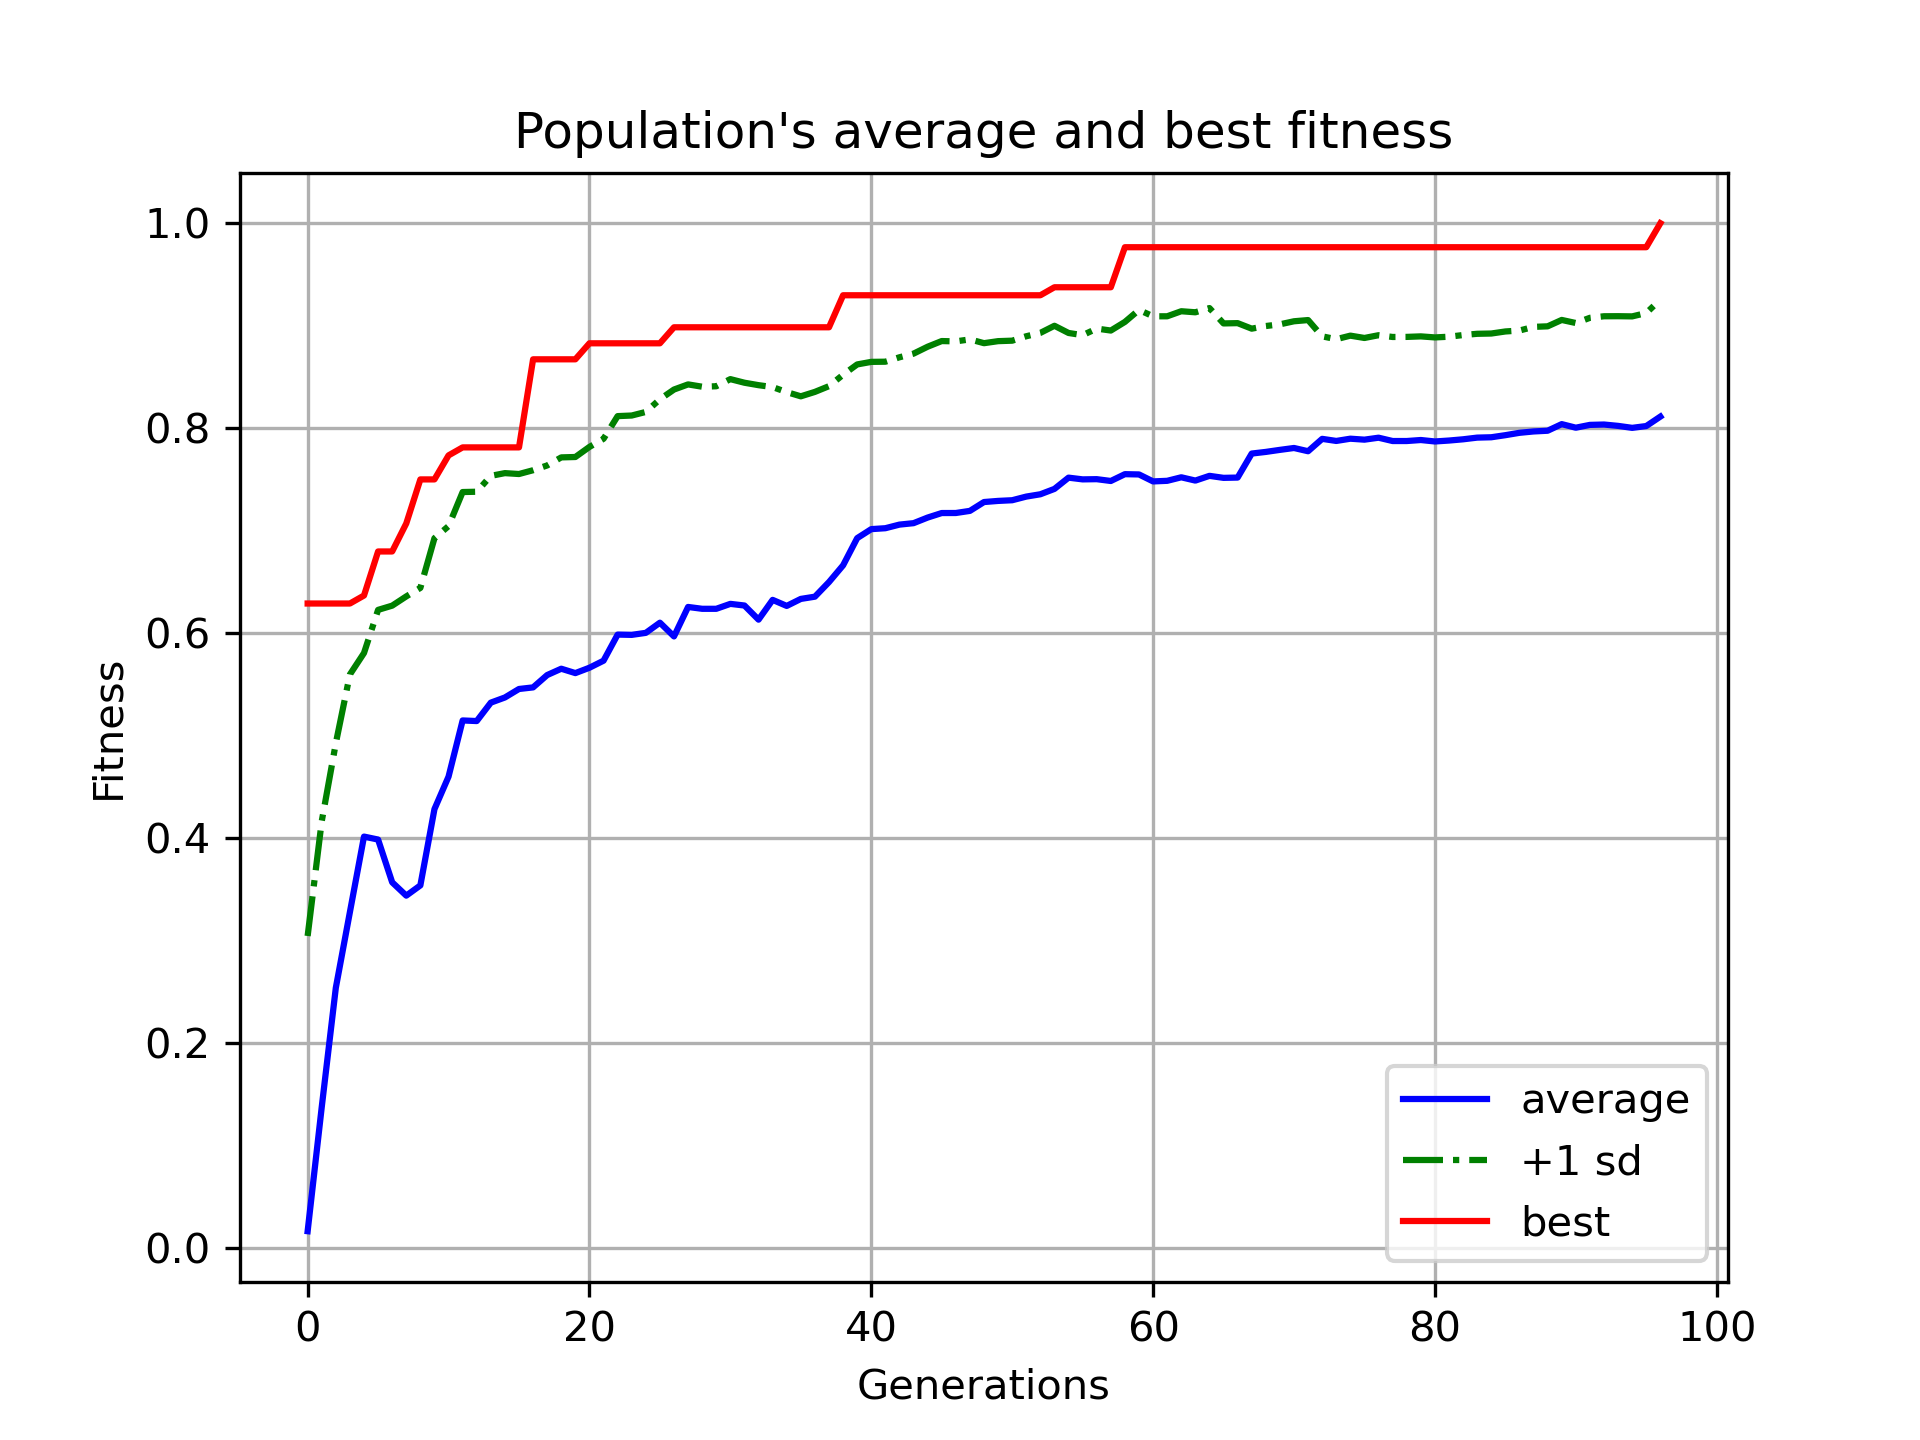 Population's average and best fitness
1.0
0.8
0.6
0.4
0.2
0.0
Fitness
0 20 40 60 80 100
Generations
average
+1 sd
best